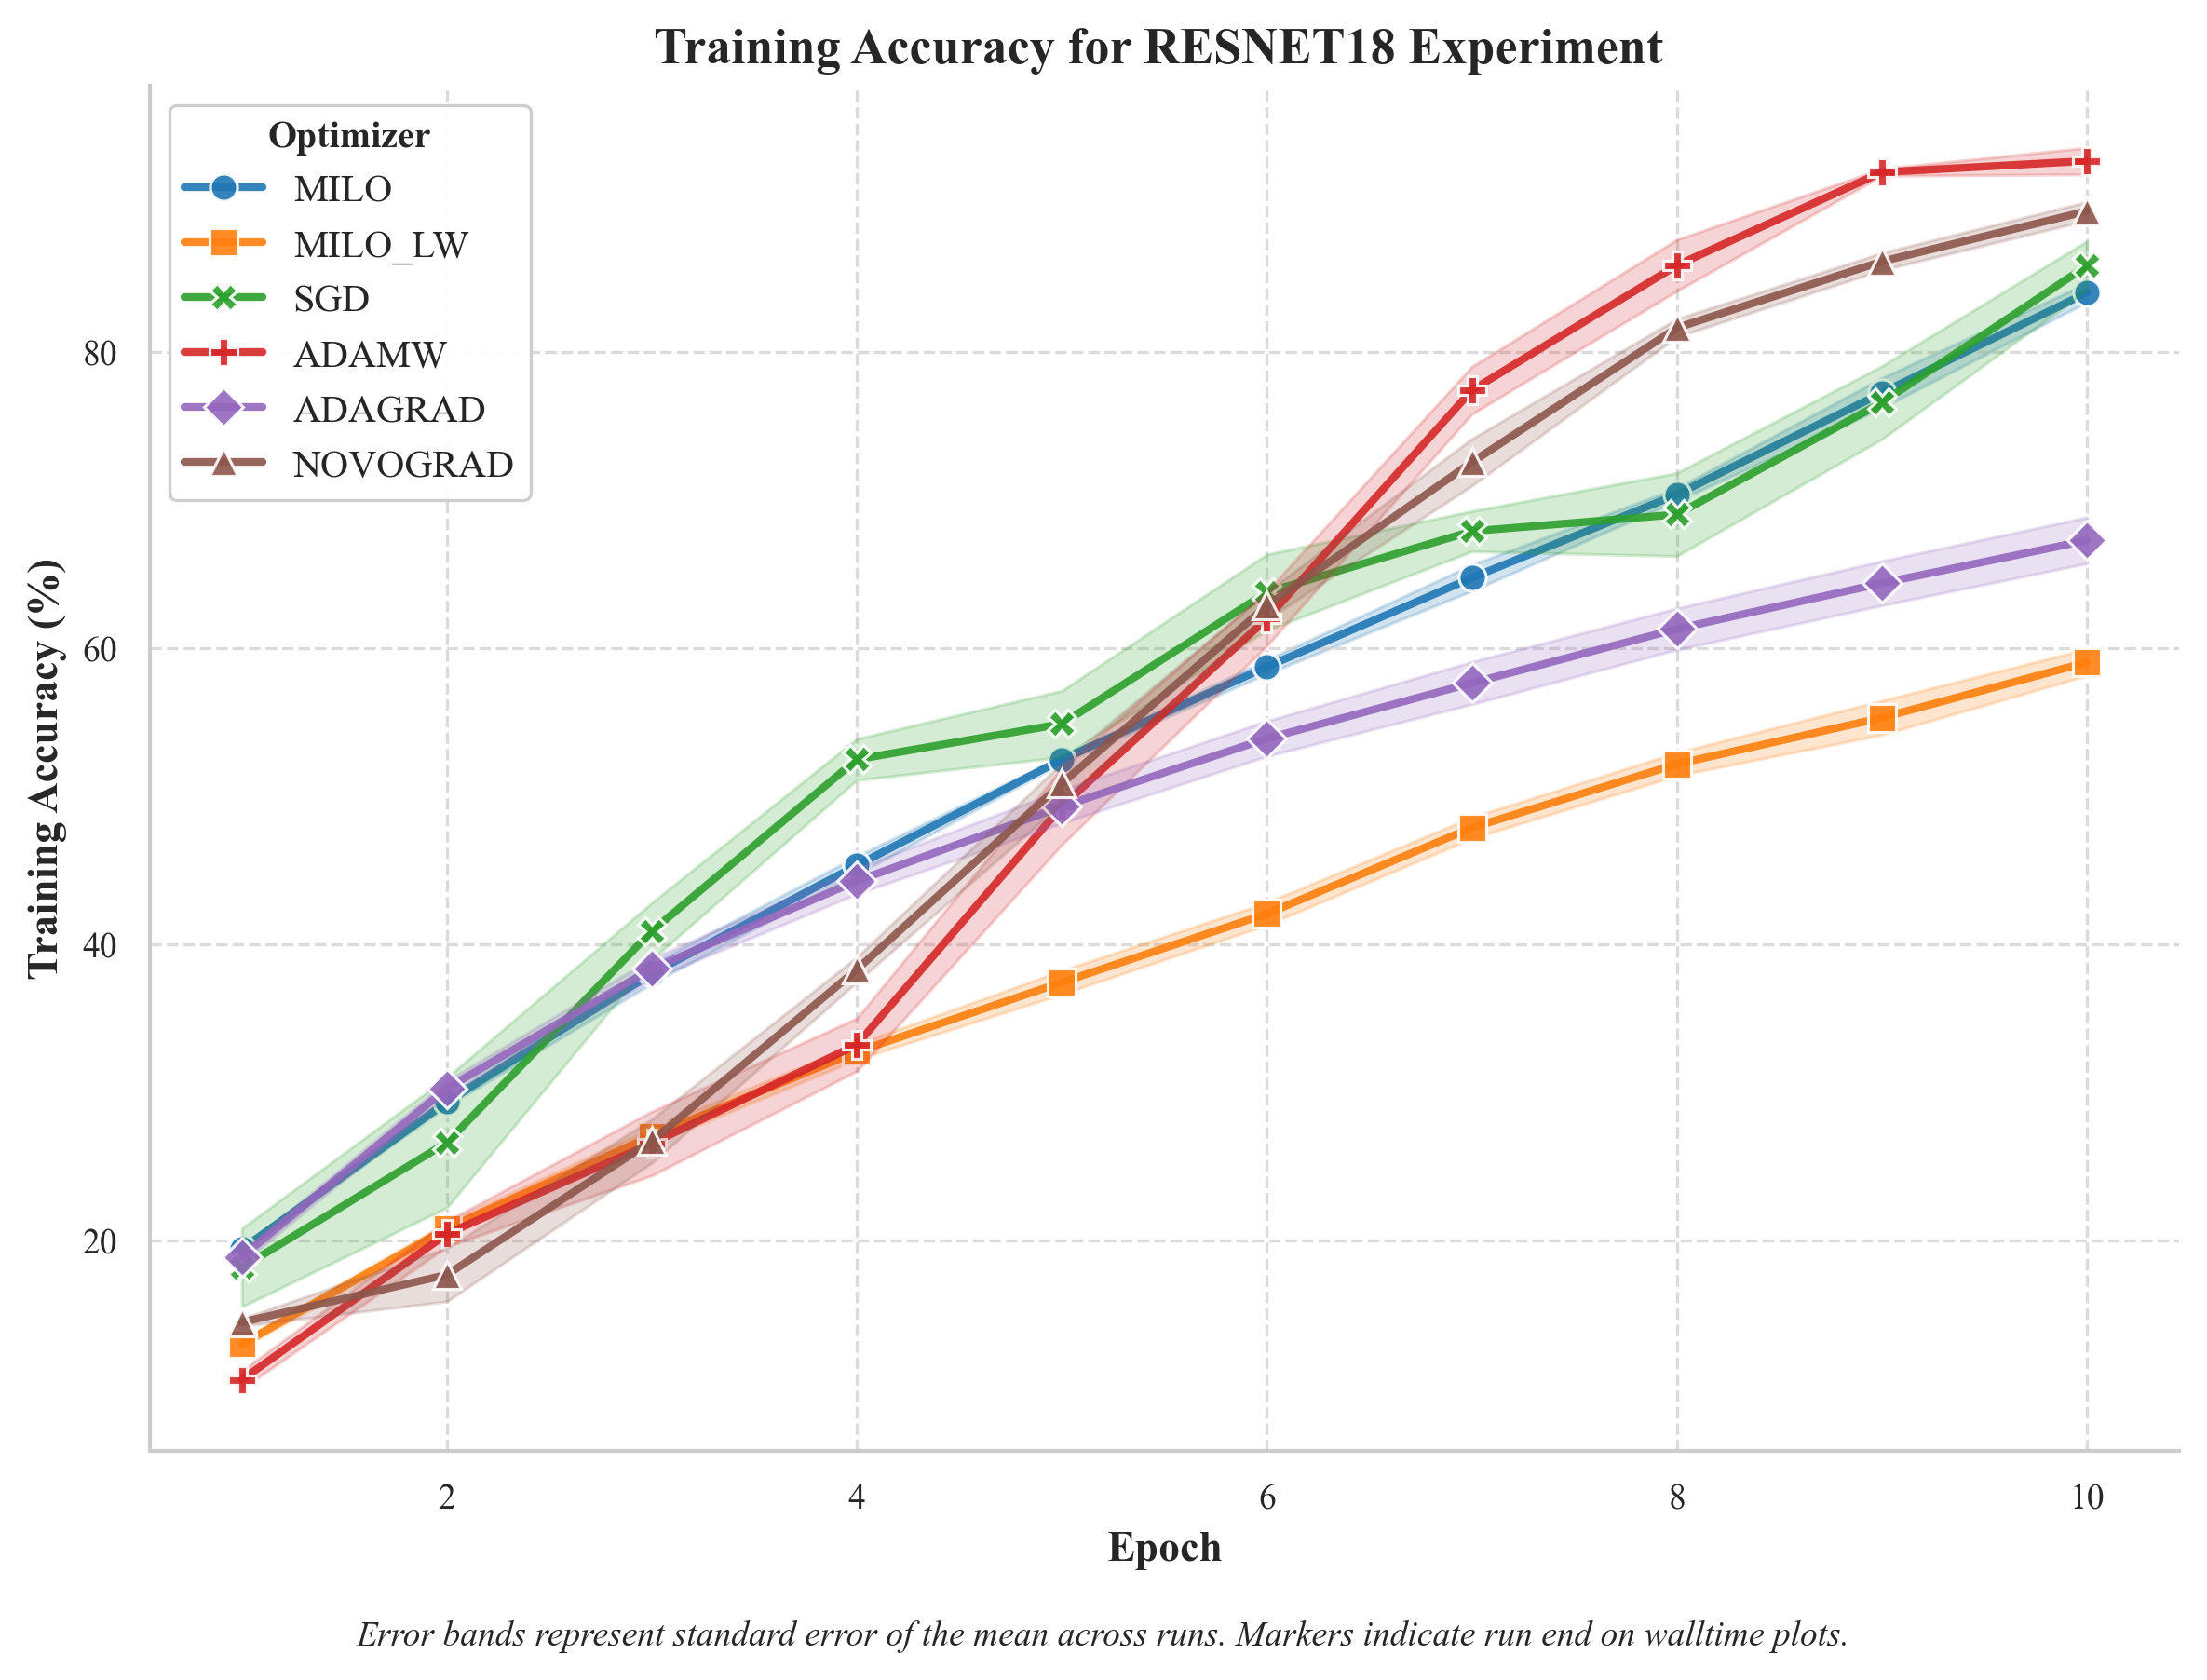 Training Accuracy for RESNET18 Experiment
Optimizer
MILO
MILO_LW
SGD
ADAMW
ADAGRAD
NOVOGRAD
Training Accuracy (%)
80
60
40
20
2 4 6 8 10
Epoch
Error bands represent standard error of the mean across runs. Markers indicate run end on walltime plots.